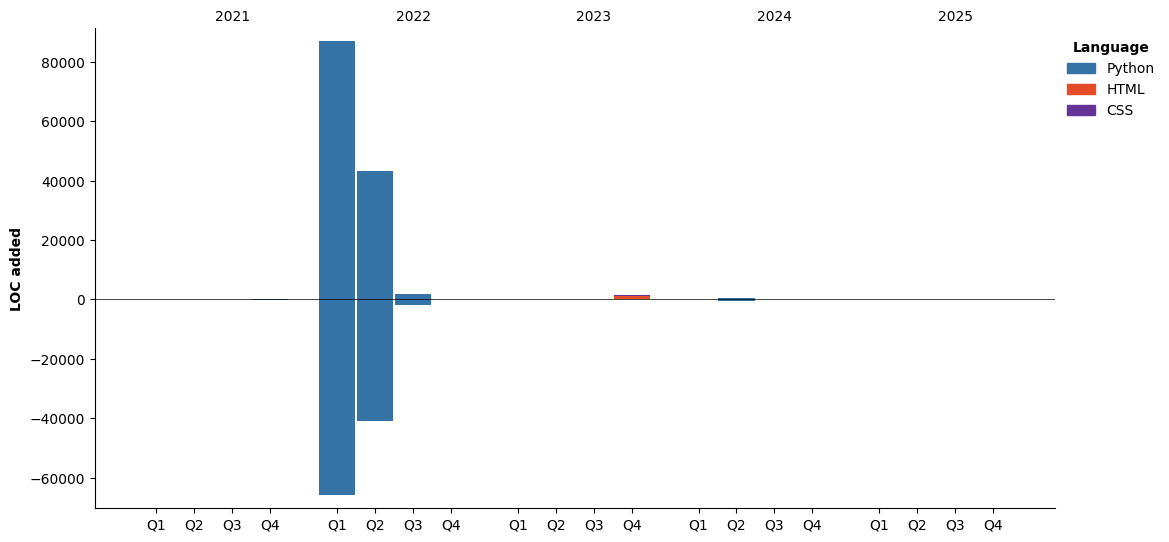 2021 2022 2023 2024 2025
Language
Python
HTML
CSS
LOC added
80000
60000
40000
20000
0
−20000
−40000
−60000
Q1 Q2 Q3 Q4 Q1 Q2 Q3 Q4 Q1 Q2 Q3 Q4 Q1 Q2 Q3 Q4 Q1 Q2 Q3 Q4